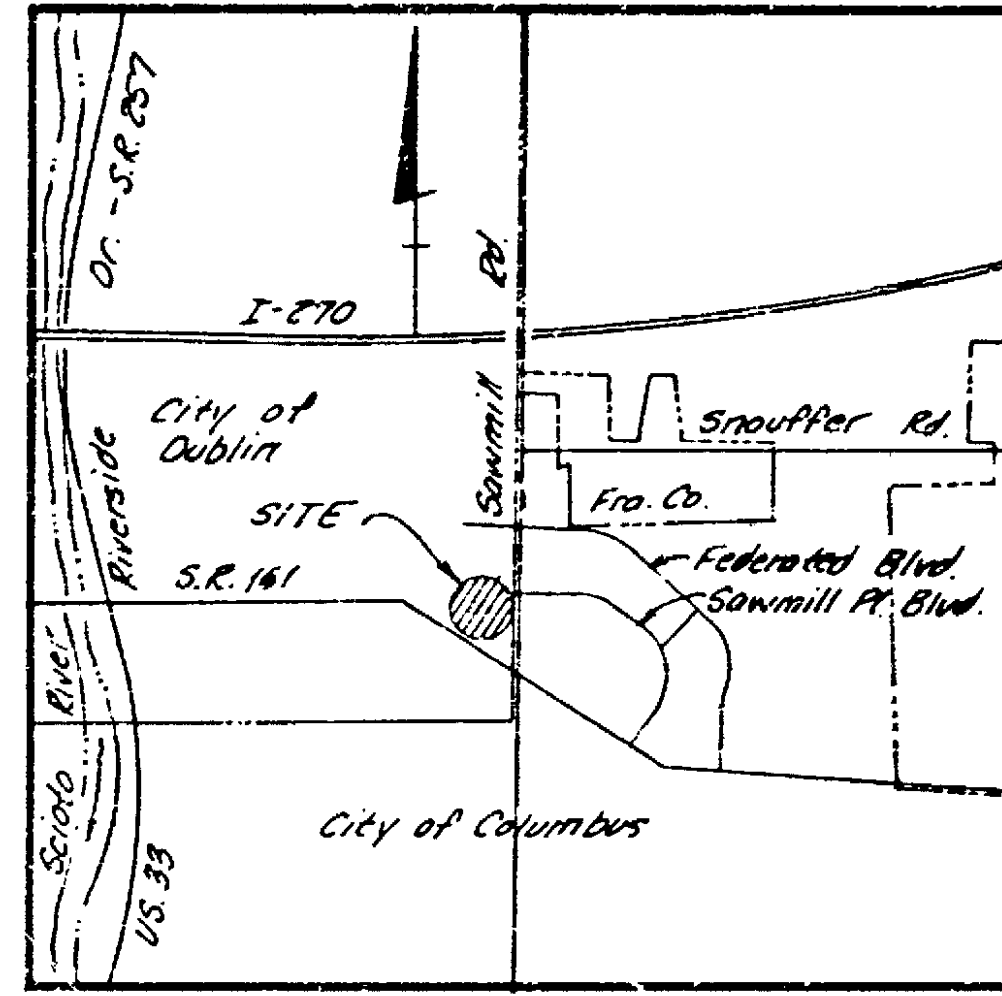 Dr. - S.R. 257
Rd.
I-270
City of
Dublin
Sawmill
Snouffer Rd.
Riverside
Fra. Co.
SITE
S.R. 161
Federated Blvd.
Sawmill Pl. Blvd.
River
Scioto
City of Columbus
US. 33